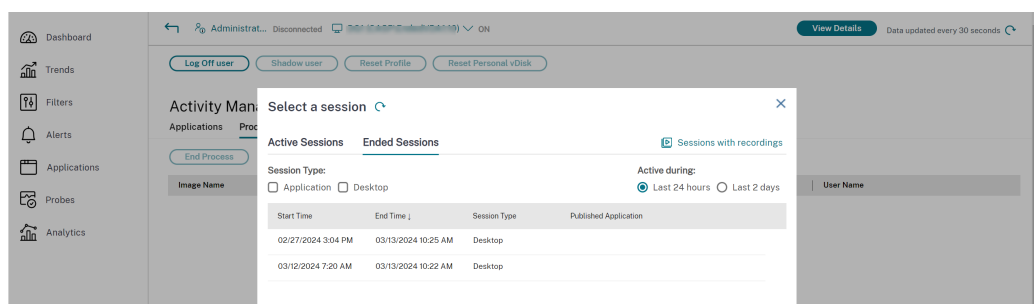 Dashboard
Trends
Filters
Alerts
Applications
Probes
Analytics
Administrat... Disconnected
ON
View Details
Data updated every 30 seconds
Log Off user
Shadow user
Reset Profile
Reset Personal vDisk
Activity Man
Applications
Proc
End Process
Image Name
User Name
Select a session
Active Sessions
Ended Sessions
Sessions with recordings
Session Type:
Active during:
Application
Desktop
Last 24 hours
Last 2 days
Start Time End Time ↓ Session Type Published Application
02/27/2024 3:04 PM 03/13/2024 10:25 AM Desktop
03/12/2024 7:20 AM 03/13/2024 10:22 AM Desktop